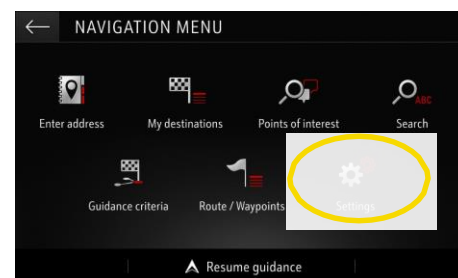 NAVIGATION MENU
Enter address My destinations Points of interest Search
ABC
Guidance criteria Route / Waypoints Settings
Resume guidance